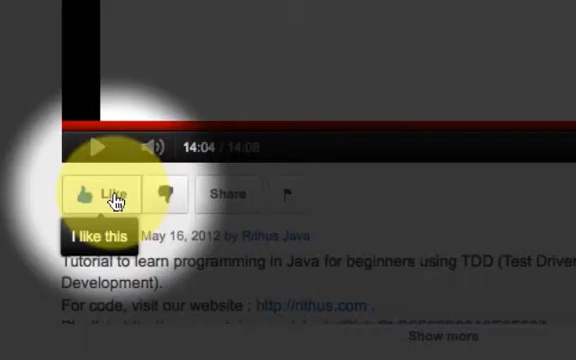 14:04 / 14:08
Like Share
I like this May 16, 2012 by Rithus Java
Tutorial to learn programming in Java for beginners using TDD (Test Driven
Development).
For code, visit our website : http://rithus.com .
Show more